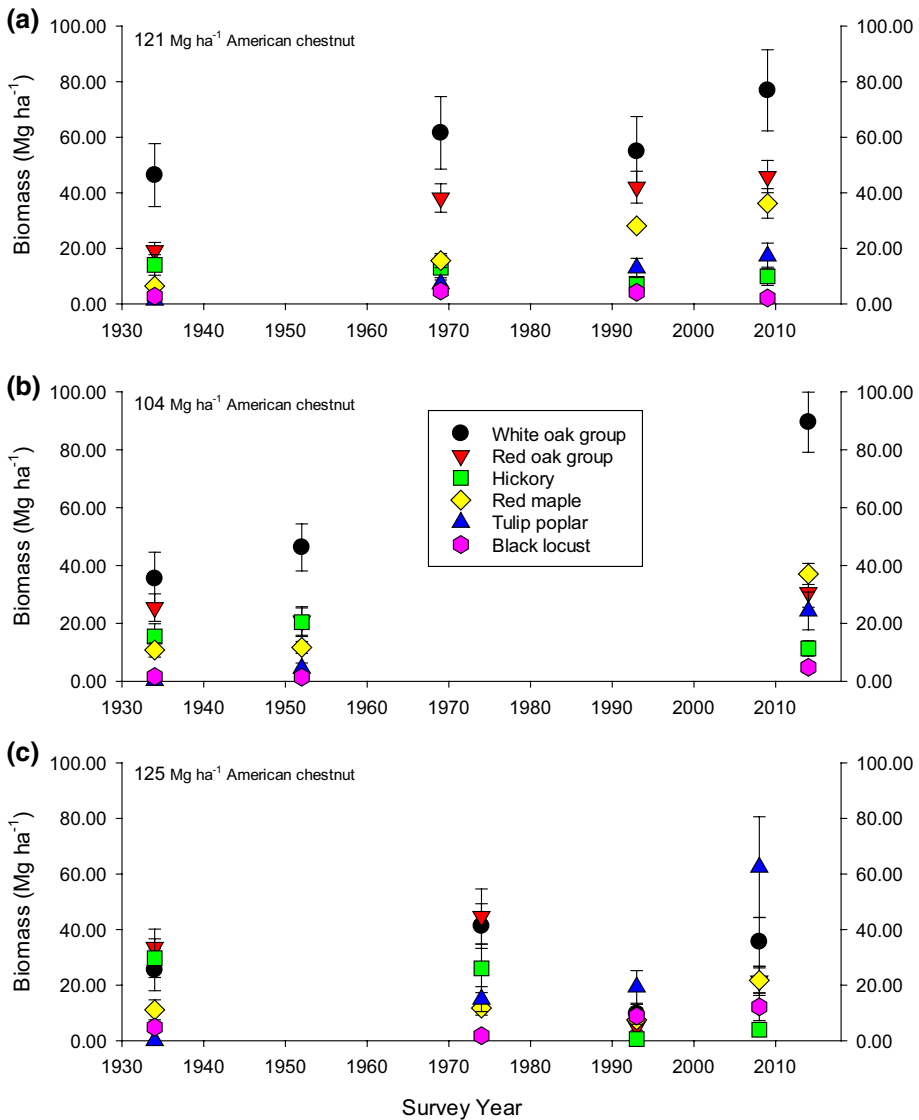 (a)
121 Mg ha⁻¹ American chestnut
Biomass (Mg ha⁻¹)
100.00 100.00
80.00 80.00
60.00 60.00
40.00 40.00
20.00 20.00
0.00 0.00
1930 1940 1950 1960 1970 1980 1990 2000 2010
(b)
104 Mg ha⁻¹ American chestnut
Biomass (Mg ha⁻¹)
100.00 100.00
80.00 80.00
60.00 60.00
40.00 40.00
20.00 20.00
0.00 0.00
White oak group
Red oak group
Hickory
Red maple
Tulip poplar
Black locust
1930 1940 1950 1960 1970 1980 1990 2000 2010
(c)
125 Mg ha⁻¹ American chestnut
Biomass (Mg ha⁻¹)
100.00 100.00
80.00 80.00
60.00 60.00
40.00 40.00
20.00 20.00
0.00 0.00
1930 1940 1950 1960 1970 1980 1990 2000 2010
Survey Year